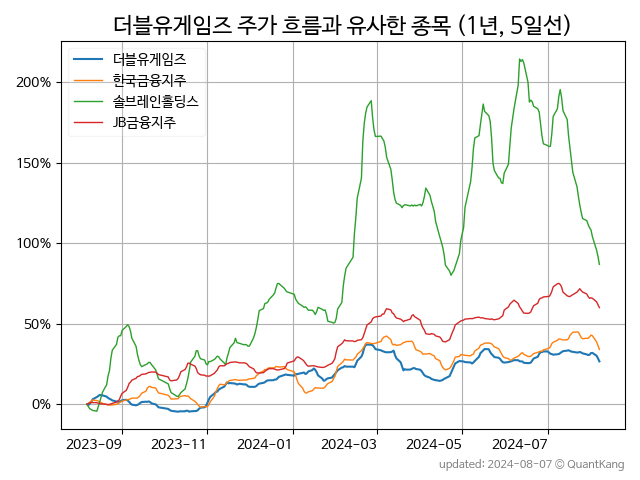 더블유게임즈 주가 흐름과 유사한 종목 (1년, 5일선)
더블유게임즈
한국금융지주
솔브레인홀딩스
JB금융지주
200%
150%
100%
50%
0%
2023-09 2023-11 2024-01 2024-03 2024-05 2024-07
updated: 2024-08-07 © QuantKang